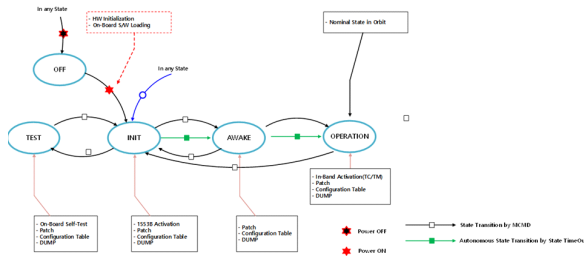 In any State
- HW Initialization
- On-Board S/W Loading
- Nominal State in Orbit
In any State
OFF
TEST
INIT
AWAKE
OPERATION
- In-Band Activation(TC/TM)
- Patch
- Configuration Table
- DUMP
- On-Board Self-Test
- Patch
- Configuration Table
- DUMP
- 1553B Activation
- Patch
- Configuration Table
- DUMP
- Patch
- Configuration Table
- DUMP
Power OFF
Power ON
State Transition by MCMD
Autonomous State Transition by State TimeOu